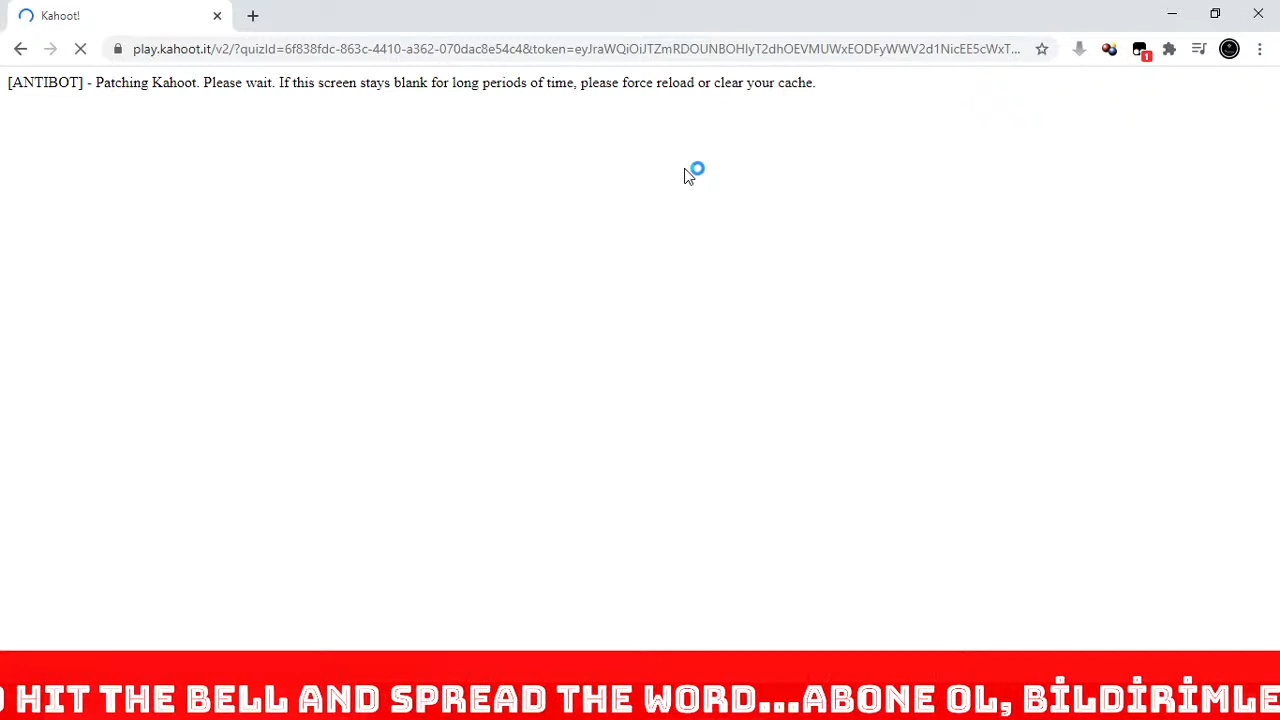 Kahoot!
play.kahoot.it/v2/?quizId=6f838fdc-863c-4410-a362-070dac8e54c4&token=eyJraWQiOiJTZmRDOUNBOHIyT2dhOEVMUWxEODFyWWV2d1NicEE5cWxT...
1
[ANTIBOT] - Patching Kahoot. Please wait. If this screen stays blank for long periods of time, please force reload or clear your cache.
HIT THE BELL AND SPREAD THE WORD...ABONE OL, BİLDİRİMLE